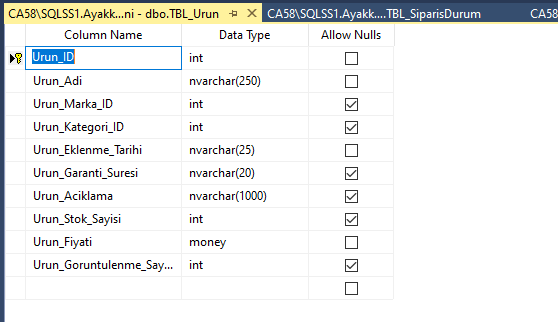 CA58\SQLSS1.Ayakk...ni - dbo.TBL_Urun CA58\SQLSS1.Ayakk....TBL_SiparisDurum CA58
Column Name Data Type Allow Nulls
Urun_ID int
Urun_Adi nvarchar(250)
Urun_Marka_ID int
Urun_Kategori_ID int
Urun_Eklenme_Tarihi nvarchar(25)
Urun_Garanti_Suresi nvarchar(20)
Urun_Aciklama nvarchar(1000)
Urun_Stok_Sayisi int
Urun_Fiyati money
Urun_Goruntulenme_Say... int